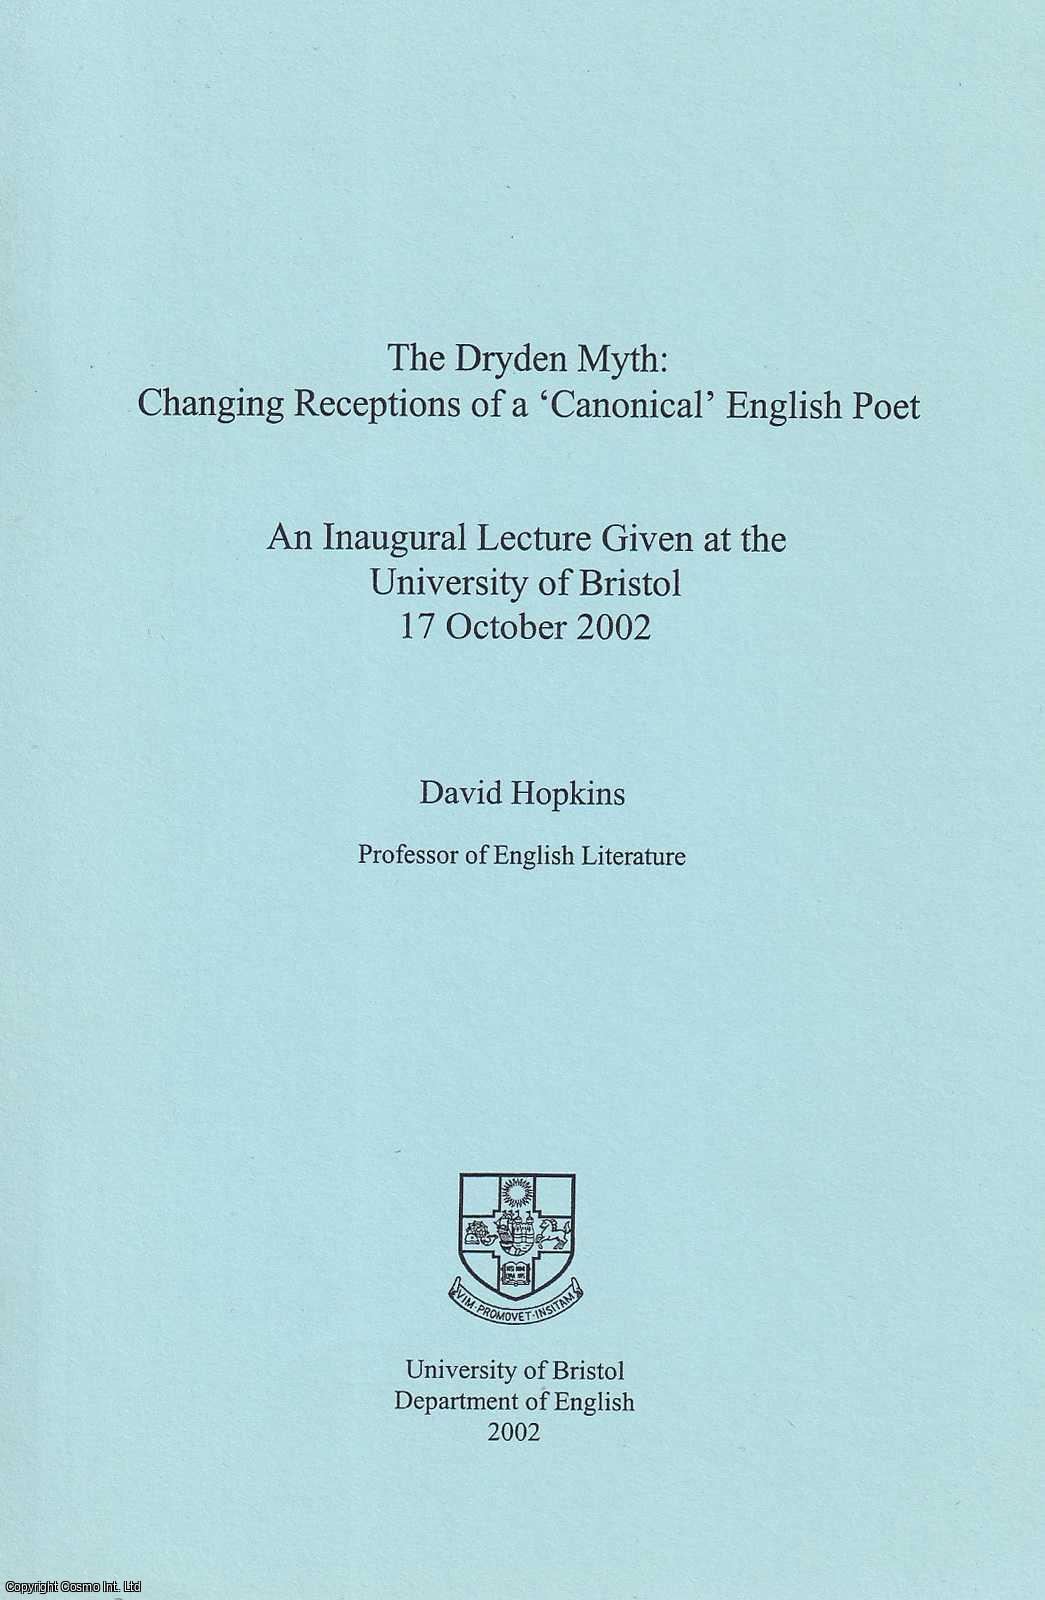 The Dryden Myth:
Changing Receptions of a ‘Canonical’ English Poet
An Inaugural Lecture Given at the
University of Bristol
17 October 2002
David Hopkins
Professor of English Literature
VIM·PROMOVET·INSITAM
University of Bristol
Department of English
2002
Copyright Cosmo Int. Ltd